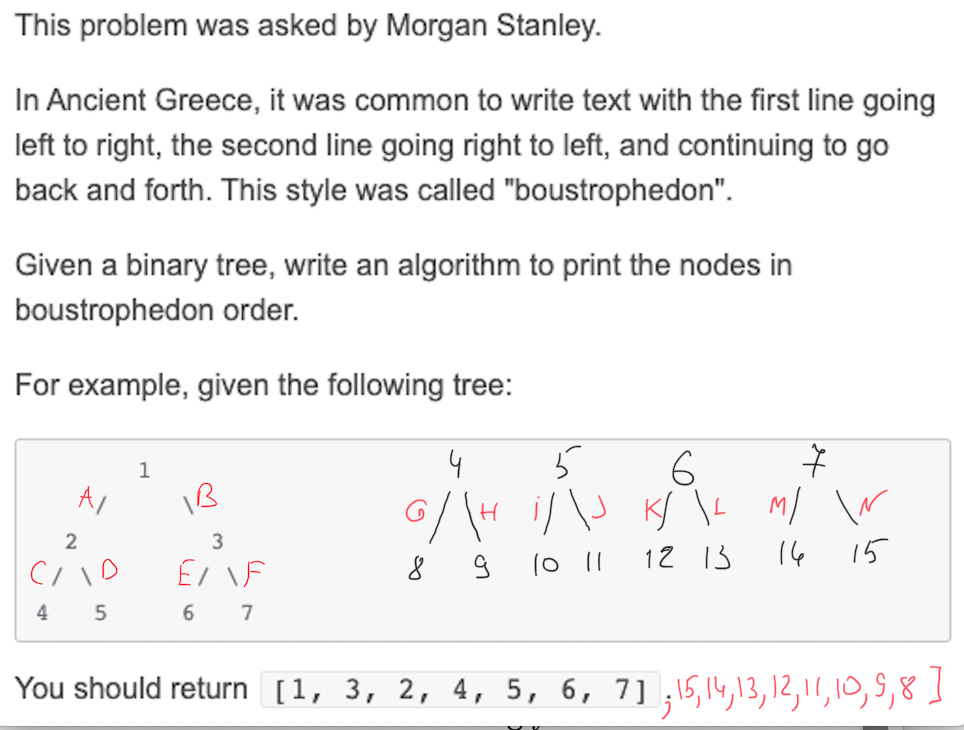 This problem was asked by Morgan Stanley.
In Ancient Greece, it was common to write text with the first line going
left to right, the second line going right to left, and continuing to go
back and forth. This style was called "boustrophedon".
Given a binary tree, write an algorithm to print the nodes in
boustrophedon order.
For example, given the following tree:
1 4 5 6 7
A/ \B G/ \H i/ \J K/ \L M/ \N
2 3 8 9 10 11 12 13 14 15
C/ \D E/ \F
4 5 6 7
You should return [1, 3, 2, 4, 5, 6, 7] ;15,14,13,12,11,10,9,8 ]